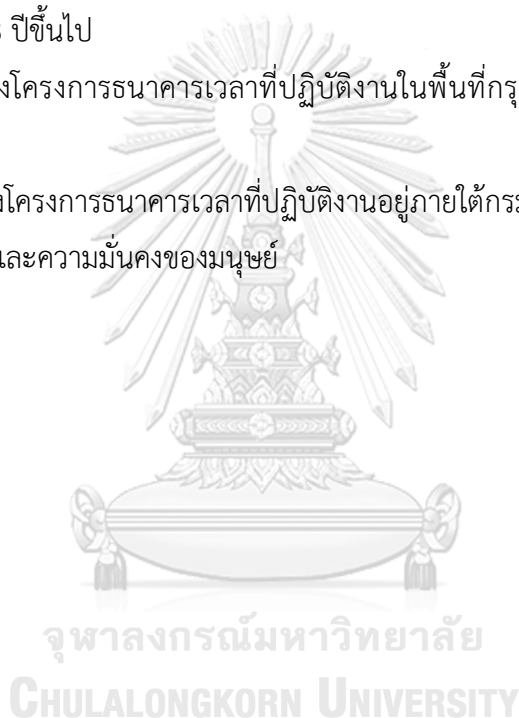 ปีขึ้นไป
งโครงการธนาคารเวลาที่ปฏิบัติงานในพื้นที่กรุ
งโครงการธนาคารเวลาที่ปฏิบัติงานอยู่ภายใต้กระ
และความมั่นคงของมนุษย์
จุฬาลงกรณ์มหาวิทยาลัย
CHULALONGKORN UNIVERSITY